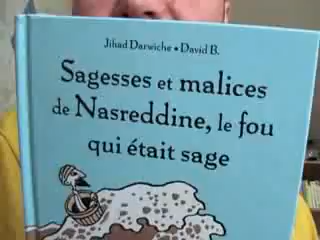 Jihad Darwiche • David B.
Sagesses et malices
de Nasreddine, le fou
qui était sage